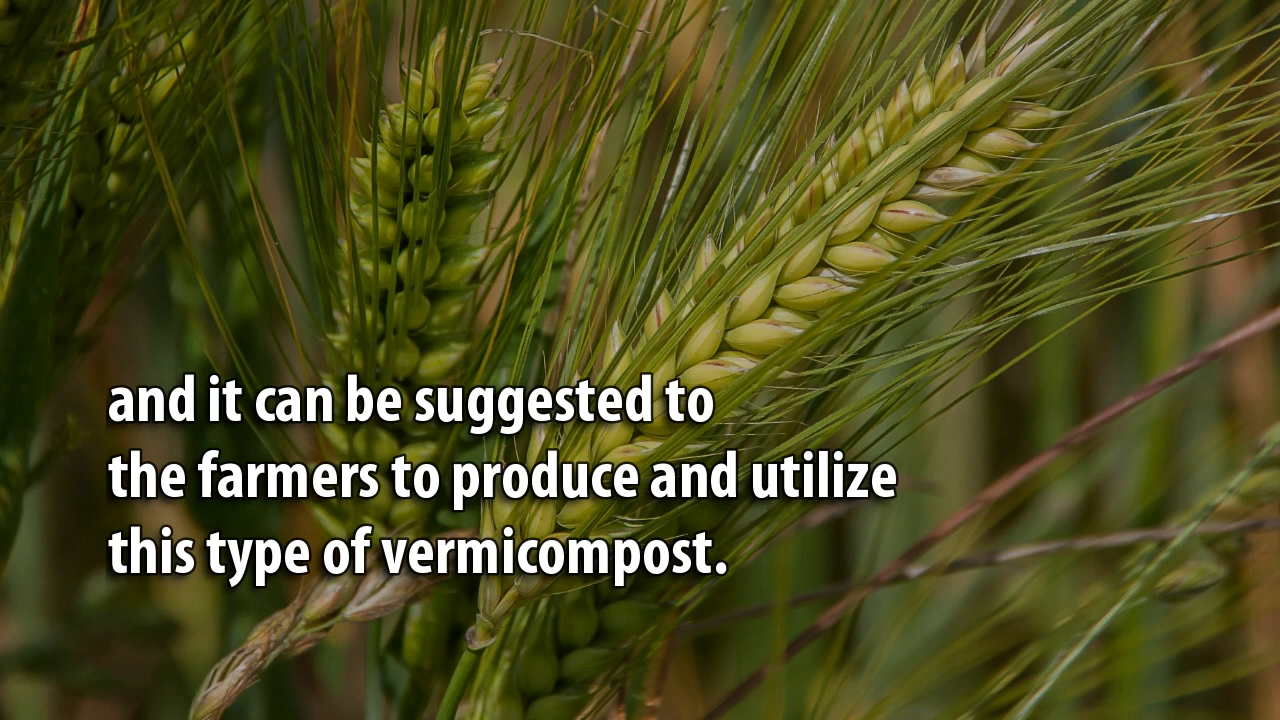 and it can be suggested to
the farmers to produce and utilize
this type of vermicompost.